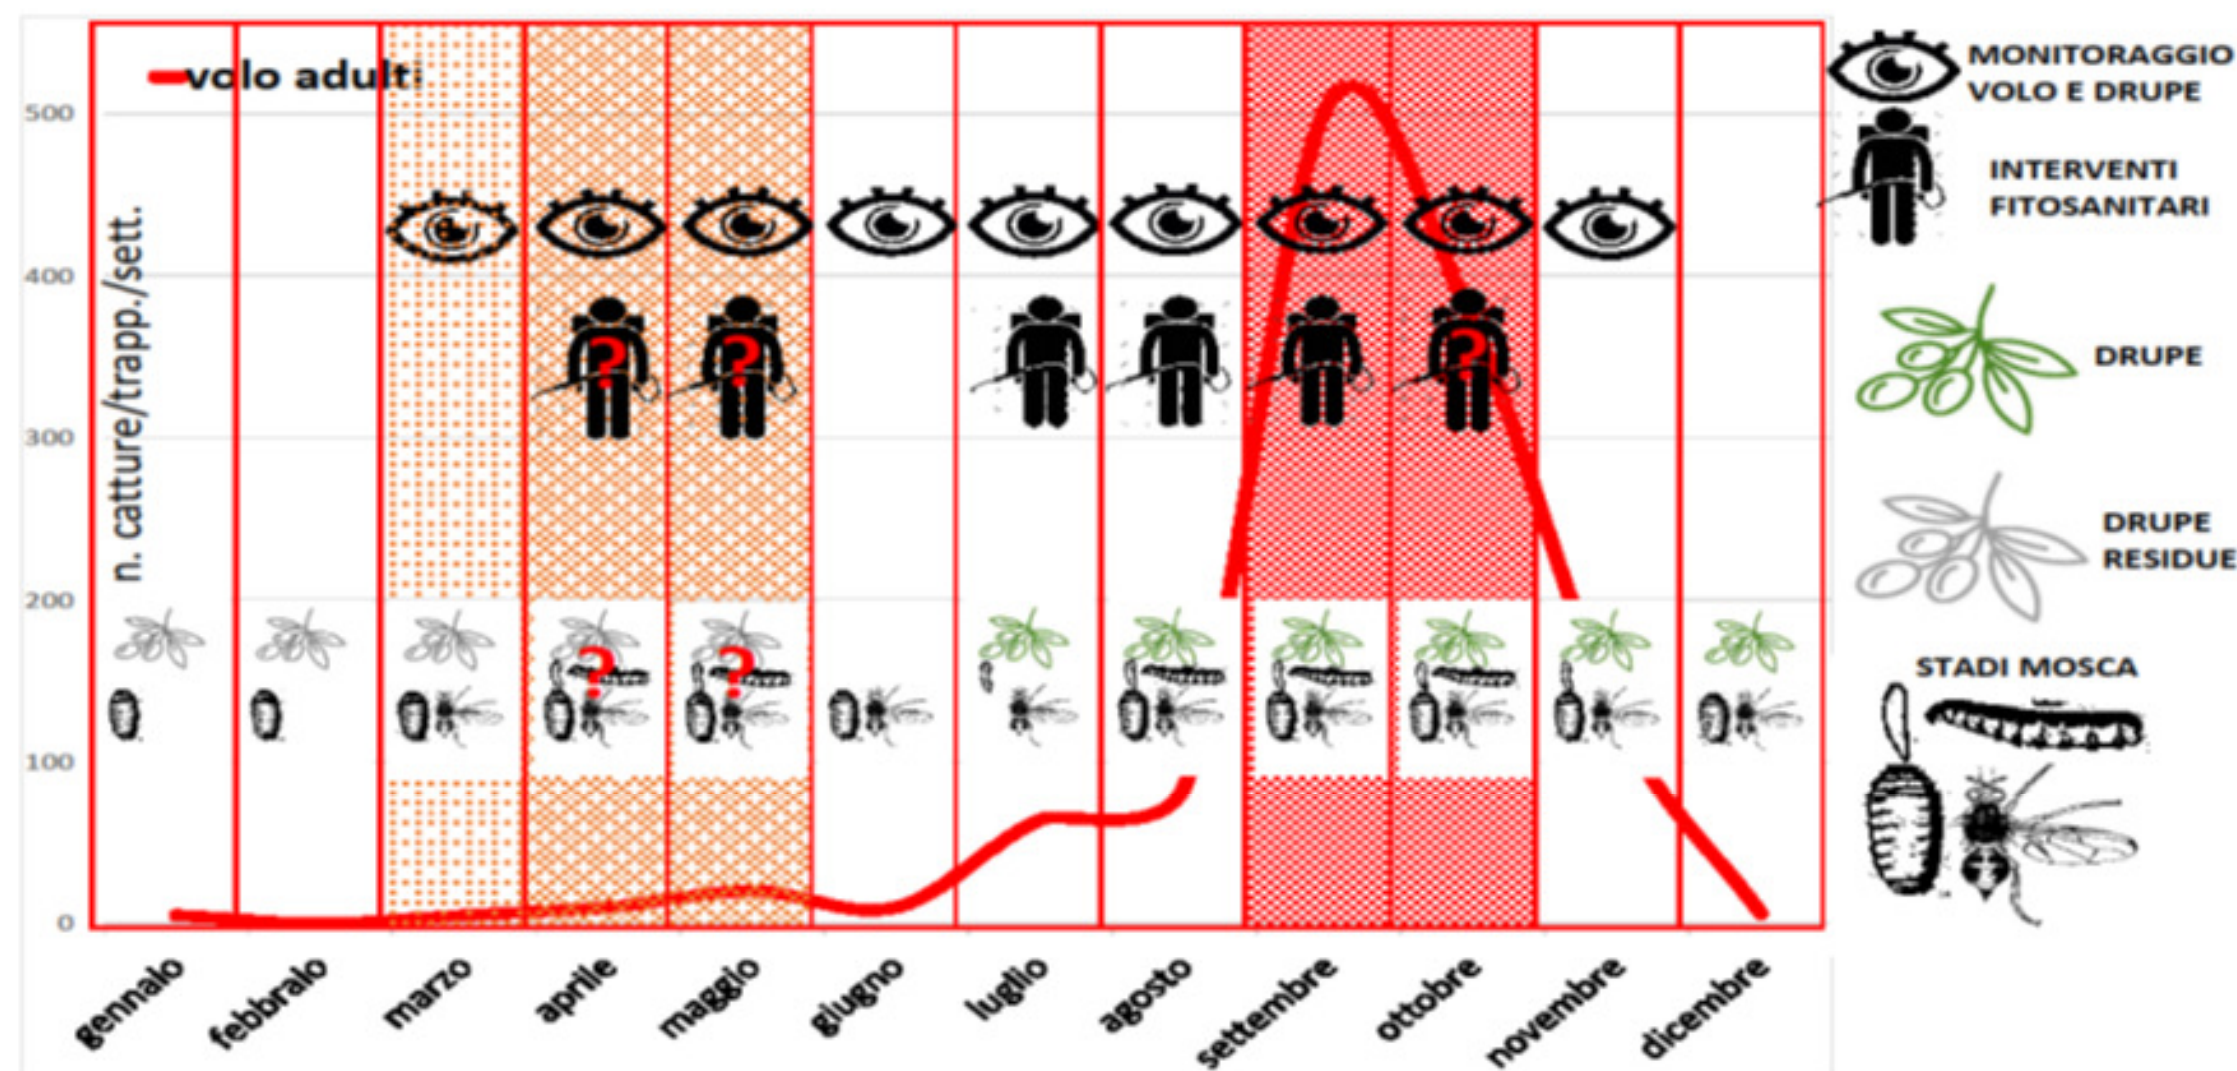 volo adulti
500
400
300
200
100
0
n. catture/trapp./sett.
?
?
?
?
?
gennaio
febbraio
marzo
aprile
maggio
giugno
luglio
agosto
settembre
ottobre
novembre
dicembre
MONITORAGGIO
VOLO E DRUPE
INTERVENTI
FITOSANITARI
DRUPE
DRUPE
RESIDUE
STADI MOSCA